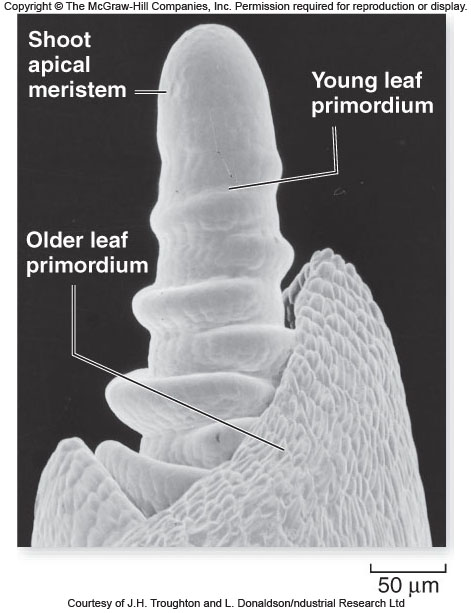 Copyright © The McGraw-Hill Companies, Inc. Permission required for reproduction or display.
Shoot
apical
meristem
Young leaf
primordium
Older leaf
primordium
50 μm
Courtesy of J.H. Troughton and L. Donaldson/ndustrial Research Ltd